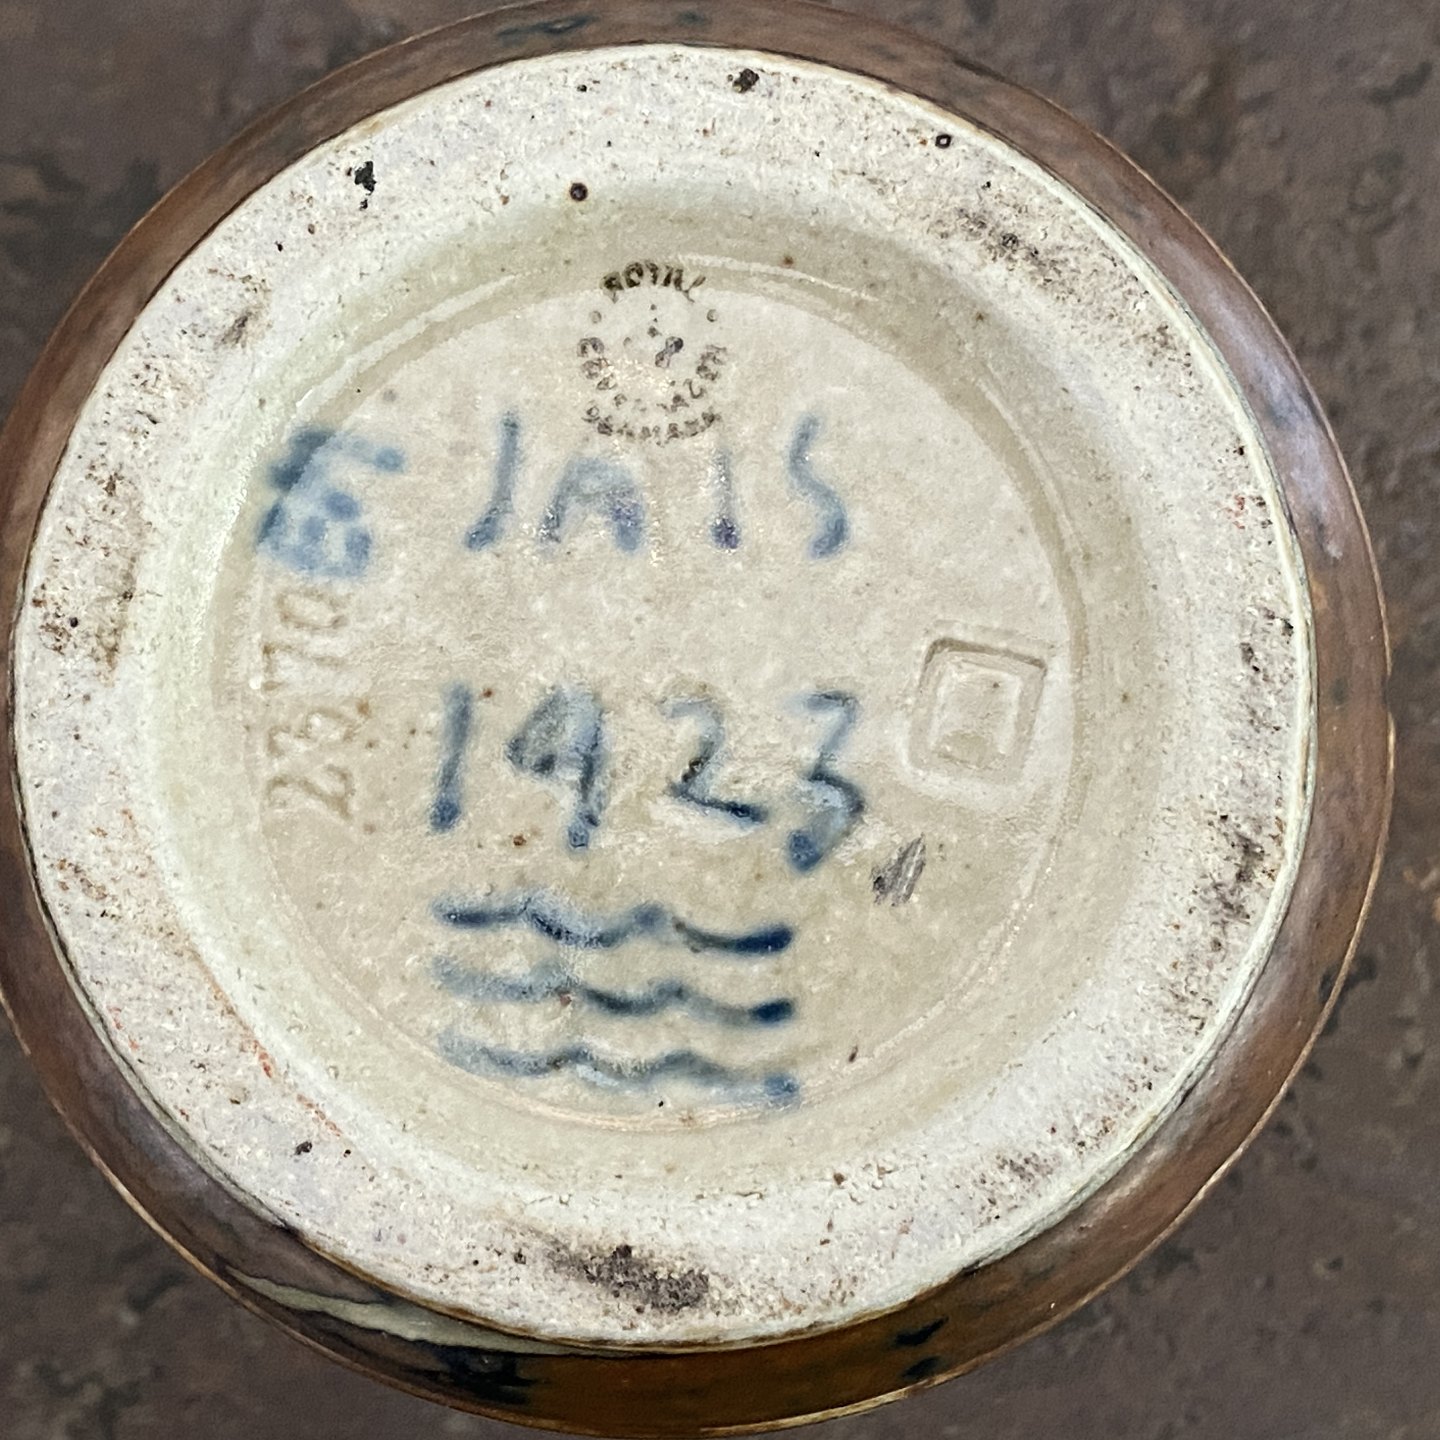 ROYAL
COPENHAGEN
DENMARK
JAIS
1923